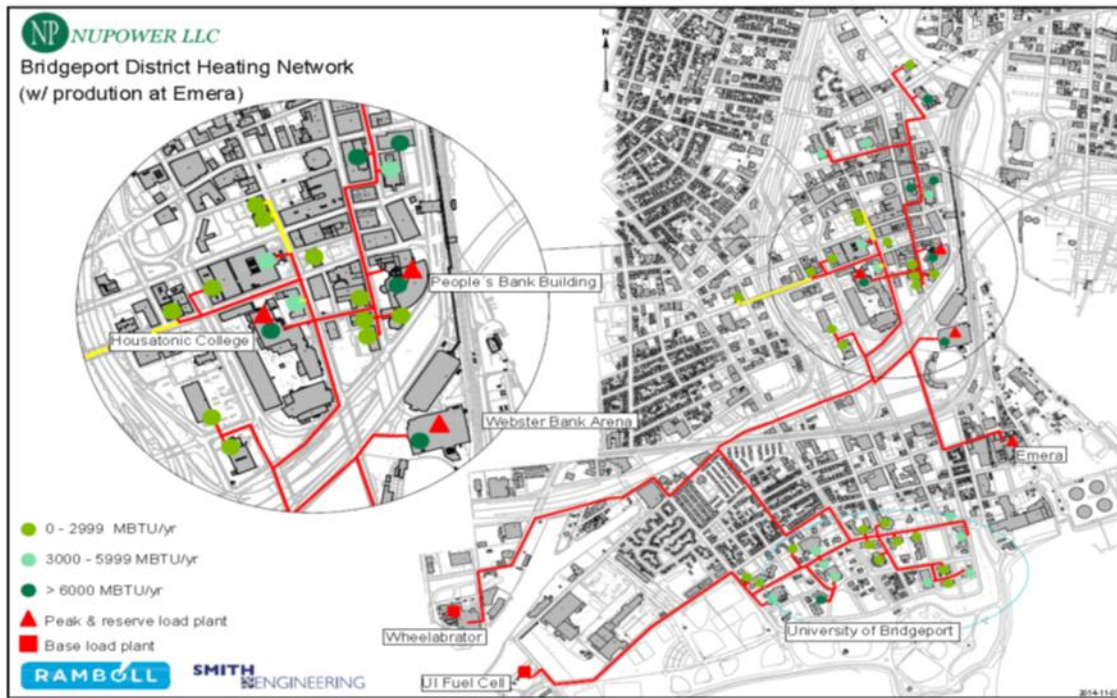 NP NUPOWER LLC
Bridgeport District Heating Network
(w/ prodution at Emera)
N
People's Bank Building
Housatonic College
Webster Bank Arena
Emera
0 - 2999 MBTU/yr
3000 - 5999 MBTU/yr
> 6000 MBTU/yr
Peak & reserve load plant
Base load plant
Wheelabrator
University of Bridgeport
UI Fuel Cell
RAMBOLL
SMITH
ENGINEERING